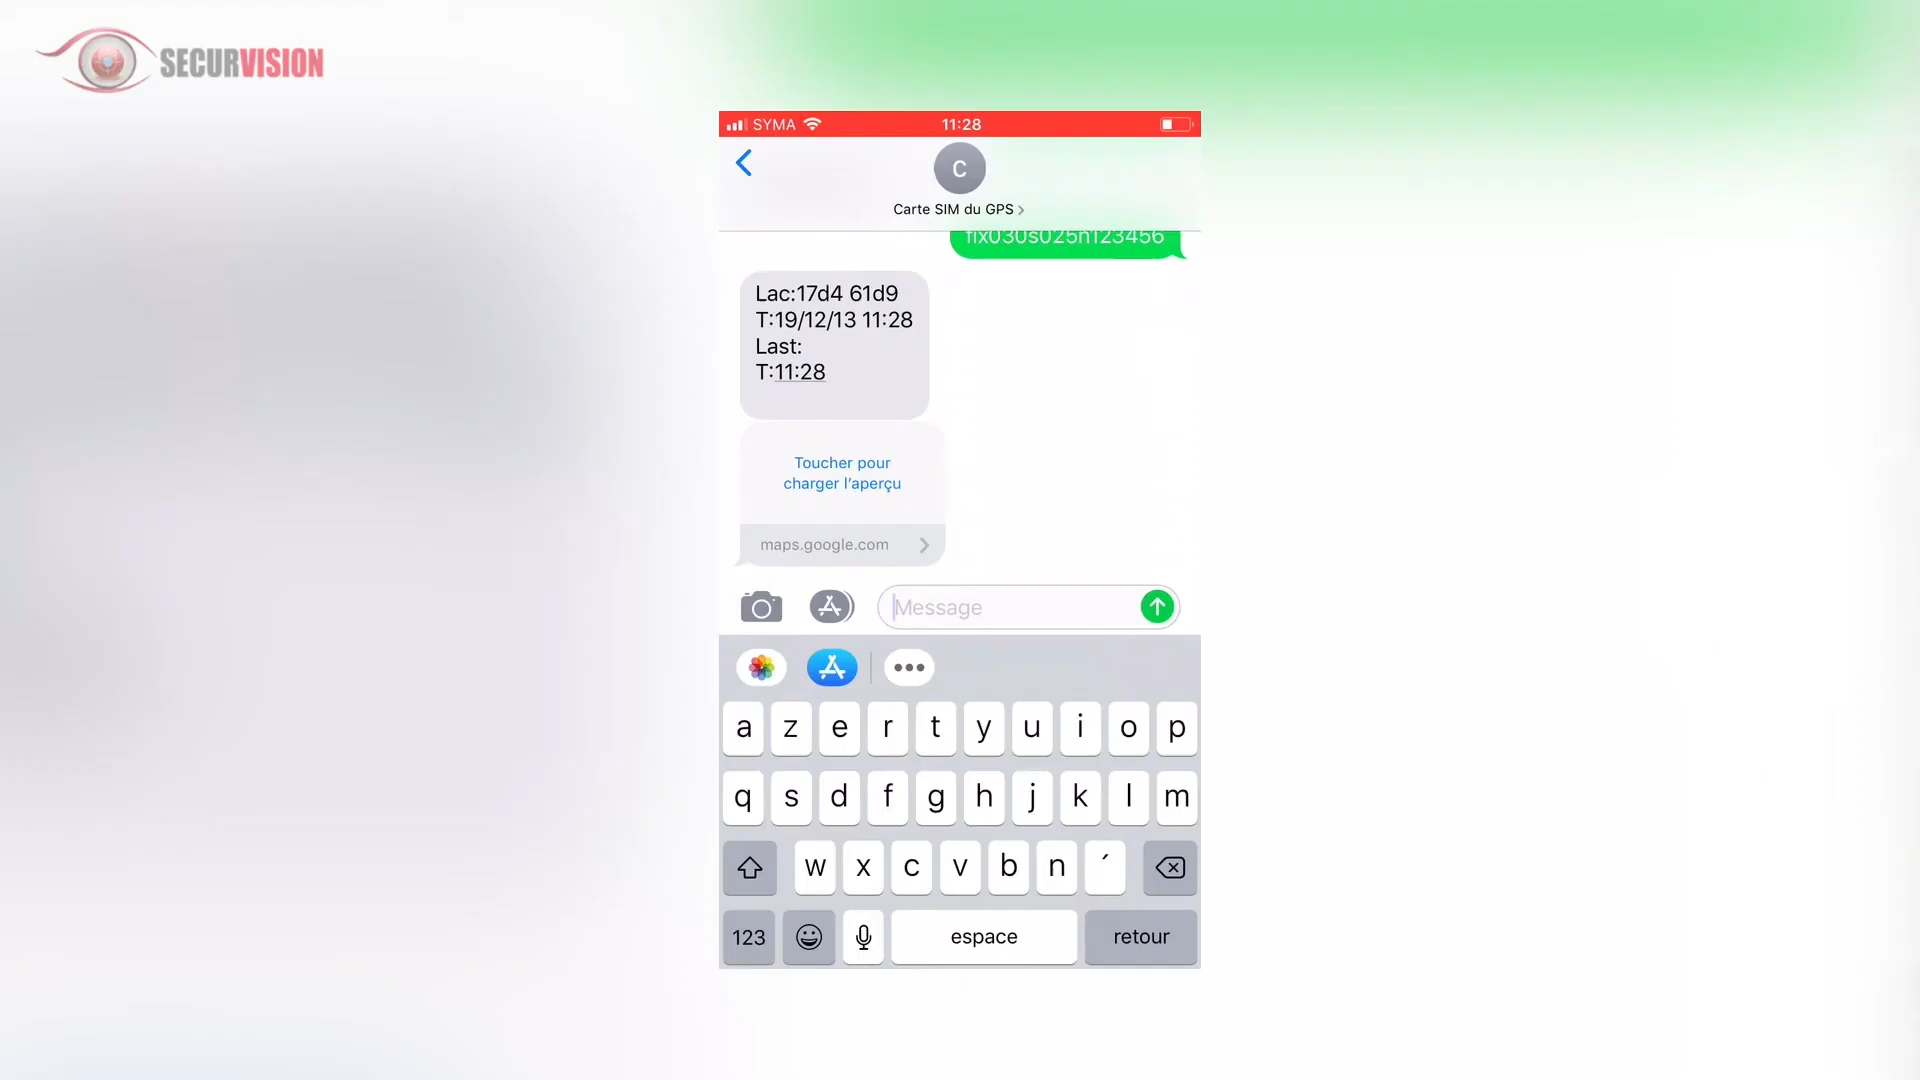 SECURVISION
SYMA
11:28
C
Carte SIM du GPS
fix030s025n123456
Lac:17d4 61d9
T:19/12/13 11:28
Last:
T:11:28
Toucher pour
charger l'aperçu
maps.google.com
Message
a z e r t y u i o p
q s d f g h j k l m
w x c v b n ´
123 espace retour